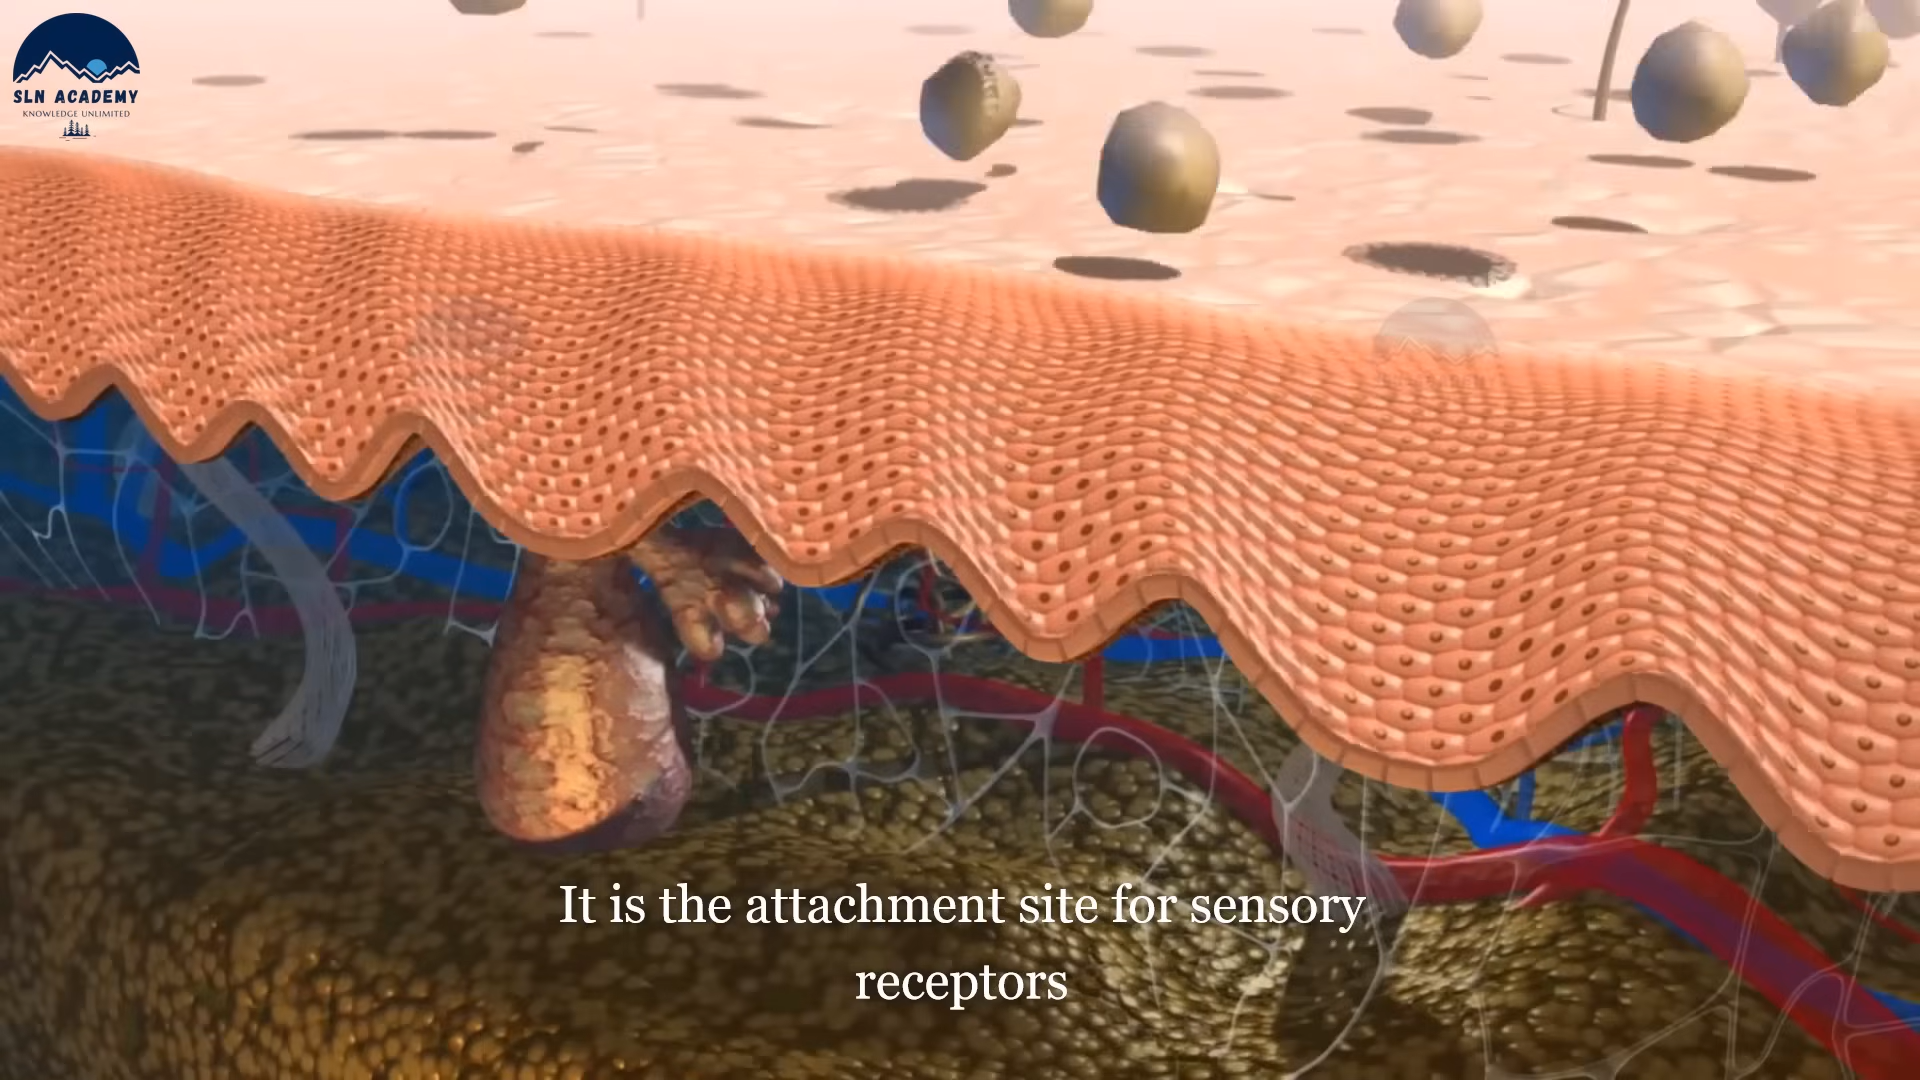 SLN ACADEMY
KNOWLEDGE UNLIMITED
It is the attachment site for sensory
receptors